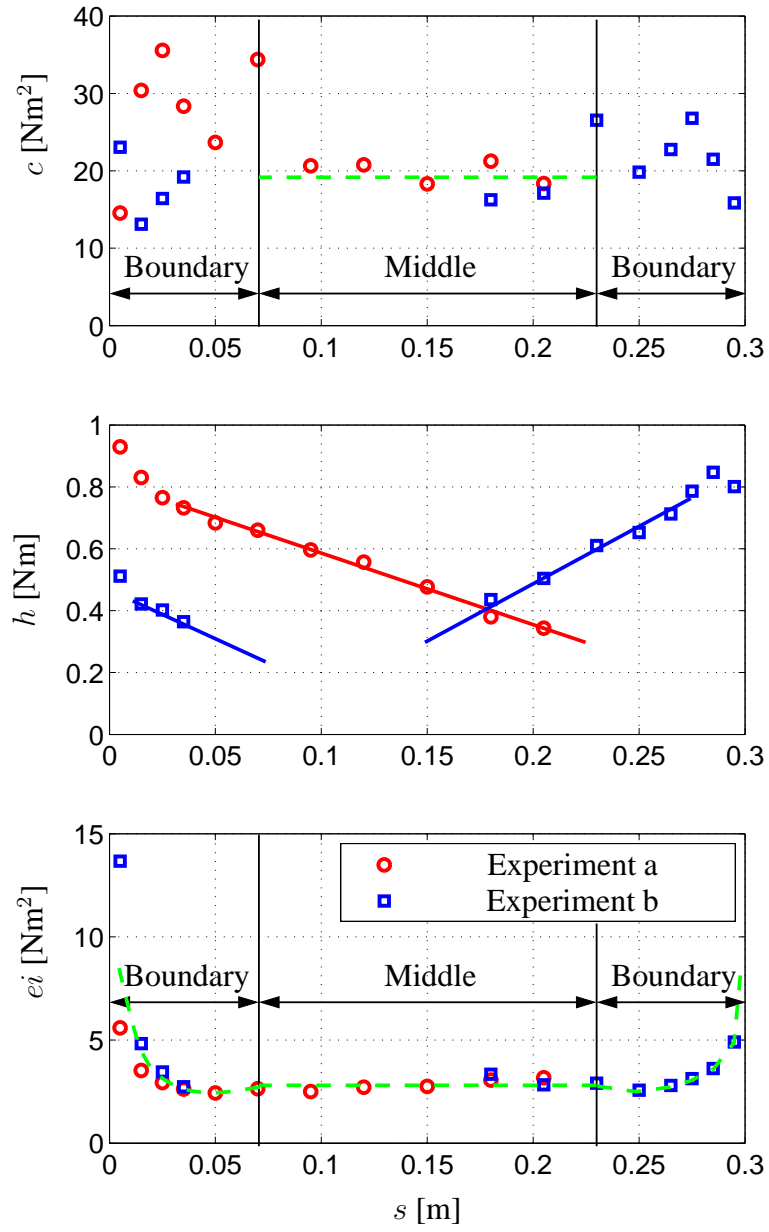 40
30
20
10
0
c [Nm²]
Boundary Middle Boundary
0 0.05 0.1 0.15 0.2 0.25 0.3
1
0.8
0.6
0.4
0.2
0
h [Nm]
0 0.05 0.1 0.15 0.2 0.25 0.3
15
10
5
0
ei [Nm²]
Experiment a
Experiment b
Boundary Middle Boundary
0 0.05 0.1 0.15 0.2 0.25 0.3
s [m]